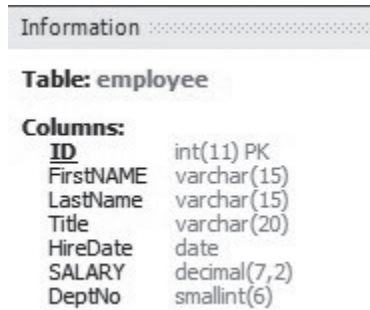 Information
Table: employee
Columns:
ID int(11) PK
FirstNAME varchar(15)
LastName varchar(15)
Title varchar(20)
HireDate date
SALARY decimal(7,2)
DeptNo smallint(6)